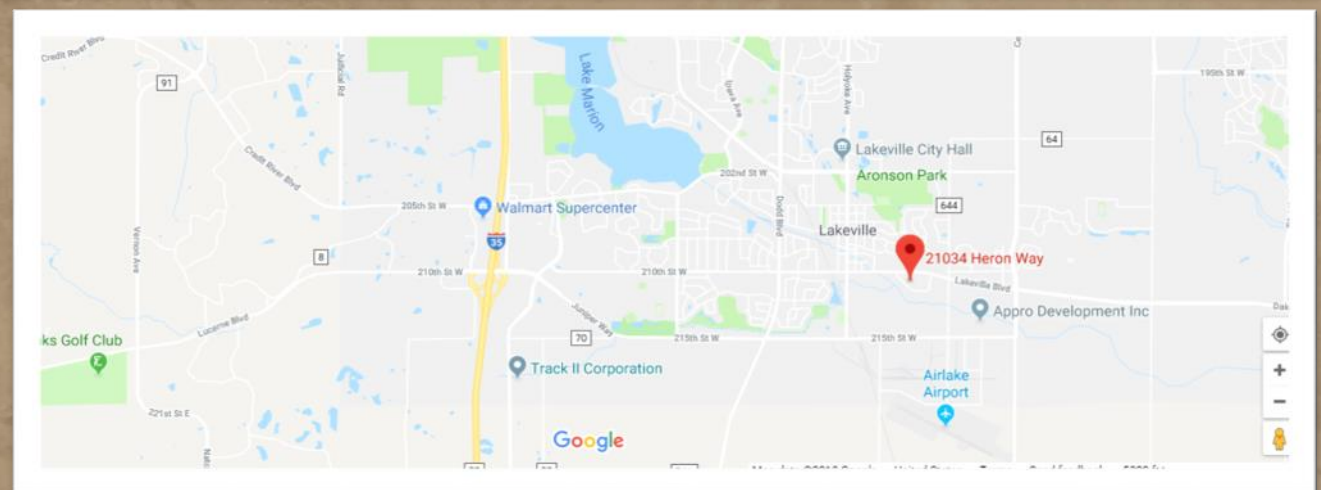 Credit River Blvd
91
Judicial Rd
Lake Marion
Ipava Ave
Holyoke Ave
195th St W
64
Lakeville City Hall
Aronson Park
Credit River Blvd
202nd St W
205th St W
Walmart Supercenter
Dodd Blvd
644
Lakeville
35
Vernon Ave
8
21034 Heron Way
210th St W
210th St W
Lakeville Blvd
Appro Development Inc
Juniper Way
Lucerne Blvd
ks Golf Club
70
215th St W
215th St W
Track II Corporation
Airlake
Airport
221st St E
Google